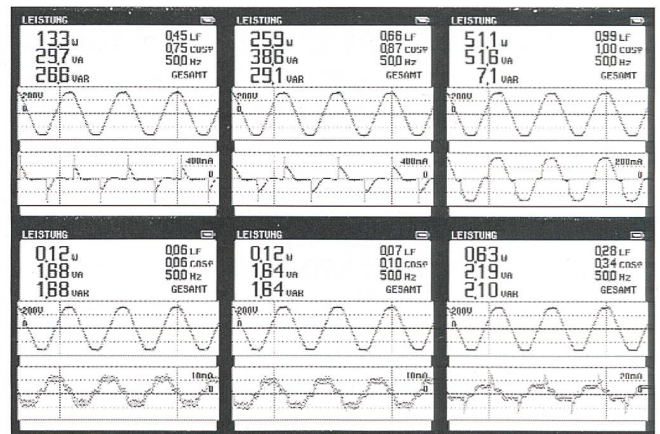 LEISTUNG
13,3 W 0,45 LF
29,7 VA 0,75 COSφ
26,6 VAR 50,0 Hz
GESAMT
200V
0
400mA
0
LEISTUNG
25,9 W 0,66 LF
38,6 VA 0,87 COSφ
29,1 VAR 50,0 Hz
GESAMT
200V
0
400mA
0
LEISTUNG
51,1 W 0,99 LF
51,6 VA 1,00 COSφ
7,1 VAR 50,0 Hz
GESAMT
200V
0
200mA
0
LEISTUNG
0,12 W 0,06 LF
1,68 VA 0,06 COSφ
1,68 VAR 50,0 Hz
GESAMT
200V
0
10mA
0
LEISTUNG
0,12 W 0,07 LF
1,64 VA 0,10 COSφ
1,64 VAR 50,0 Hz
GESAMT
200V
0
10mA
0
LEISTUNG
0,63 W 0,28 LF
2,19 VA 0,34 COSφ
2,10 VAR 50,0 Hz
GESAMT
200V
0
20mA
0